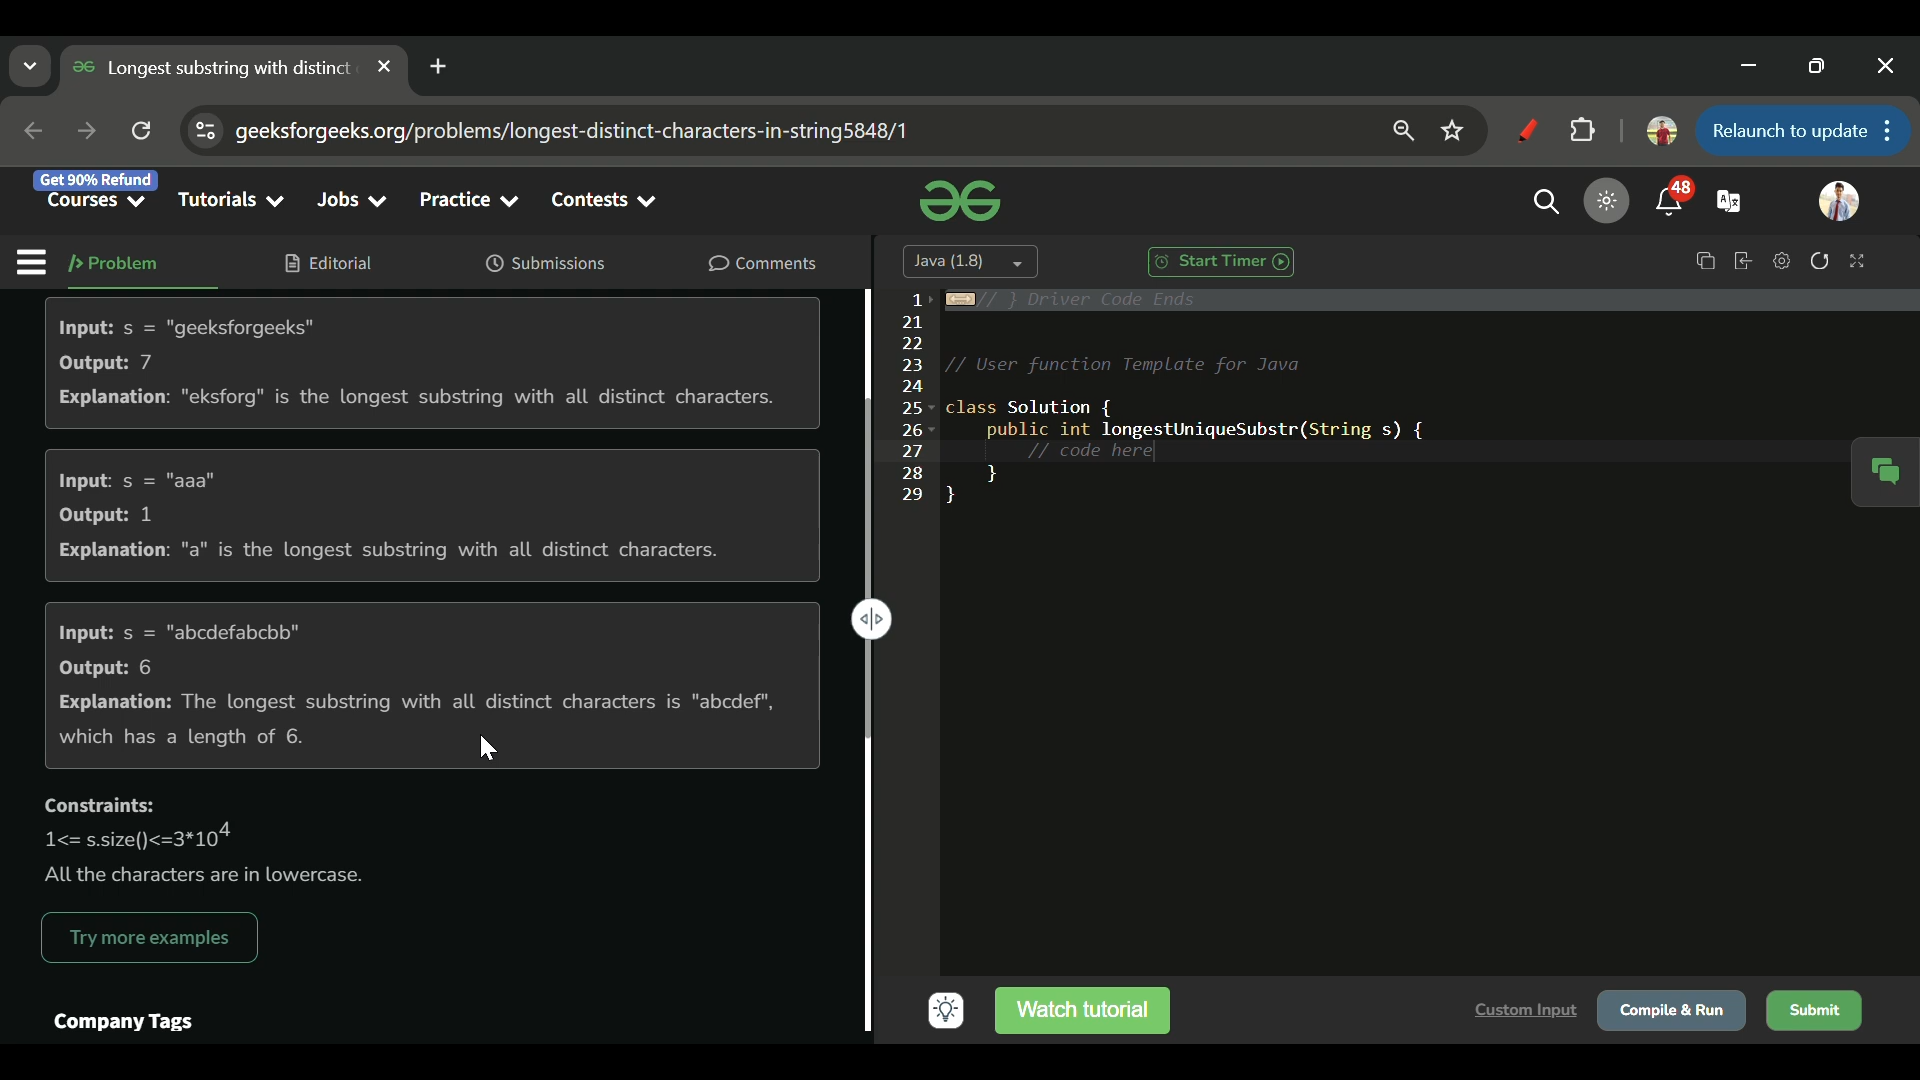 Longest substring with distinct
geeksforgeeks.org/problems/longest-distinct-characters-in-string5848/1
Relaunch to update
Get 90% Refund
Courses
Tutorials
Jobs
Practice
Contests
48
Problem
Editorial
Submissions
Comments
Input: s = "geeksforgeeks"
Output: 7
Explanation: "eksforg" is the longest substring with all distinct characters.
Input: s = "aaa"
Output: 1
Explanation: "a" is the longest substring with all distinct characters.
Input: s = "abcdefabcbb"
Output: 6
Explanation: The longest substring with all distinct characters is "abcdef",
which has a length of 6.
Constraints:
1<= s.size()<=3*10⁴
All the characters are in lowercase.
Try more examples
Company Tags
Java (1.8)
Start Timer
1 // } Driver Code Ends
21
22
23 // User function Template for Java
24
25 class Solution {
26 public int longestUniqueSubstr(String s) {
27 // code here
28 }
29 }
Watch tutorial
Custom Input
Compile & Run
Submit